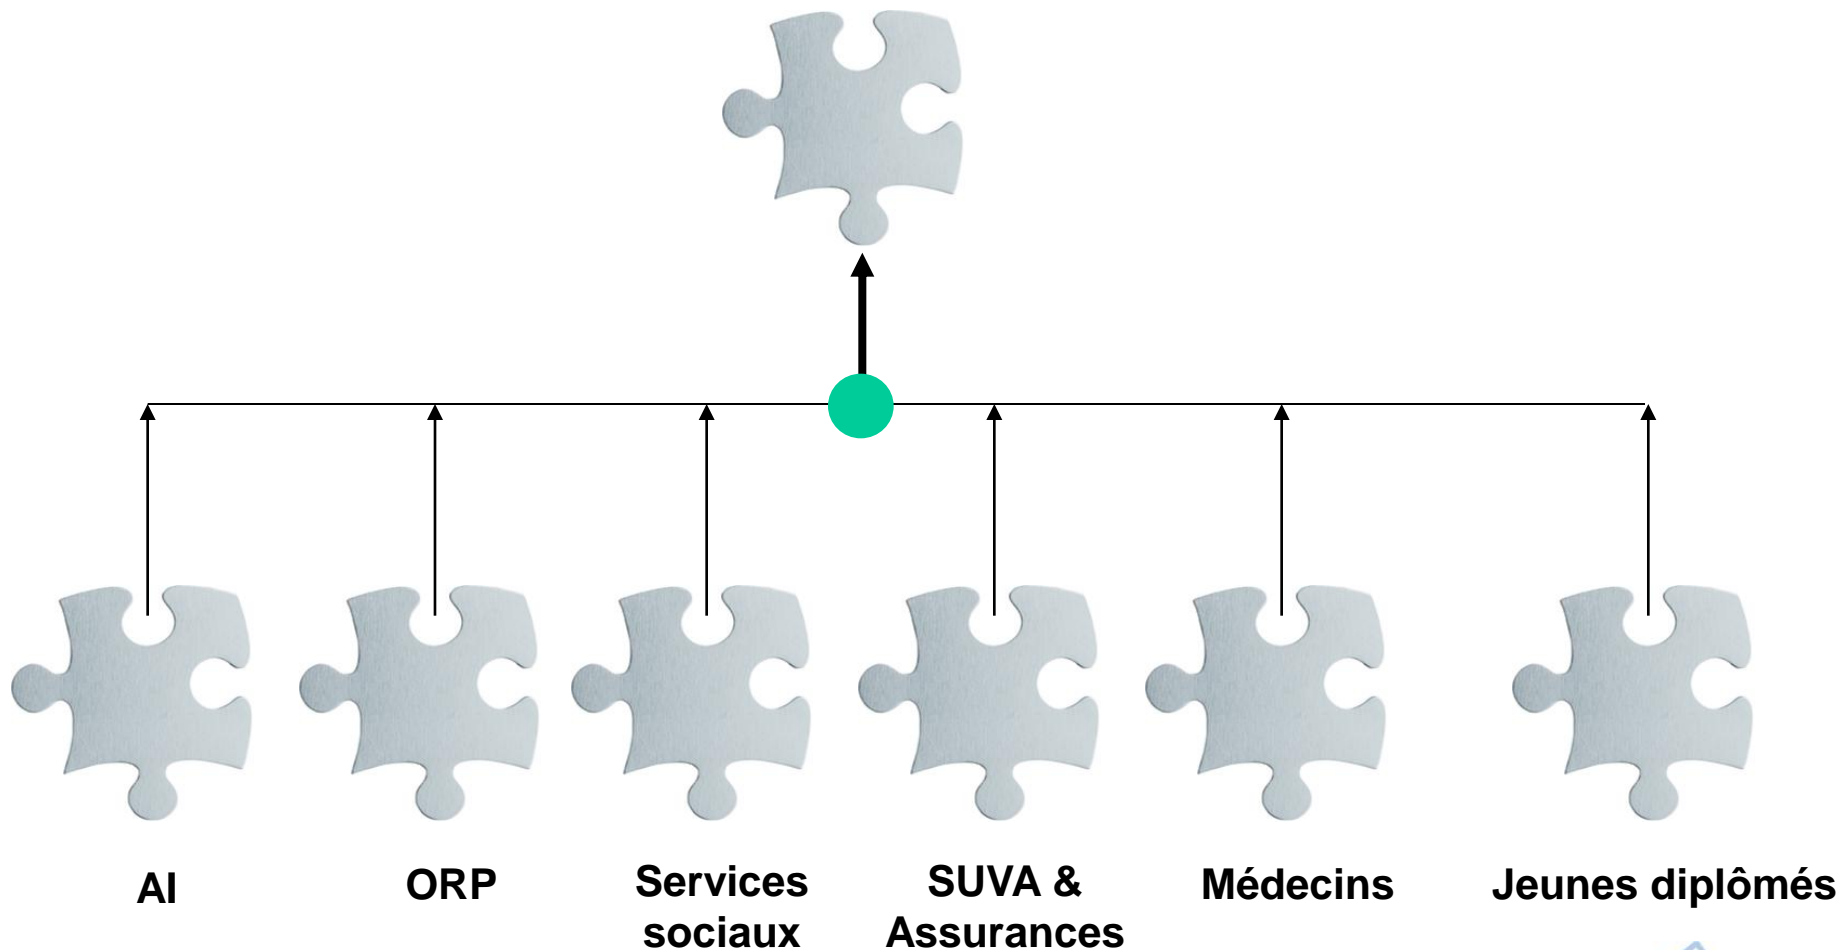 AI
ORP
Services
sociaux
SUVA &
Assurances
Médecins
Jeunes diplômés